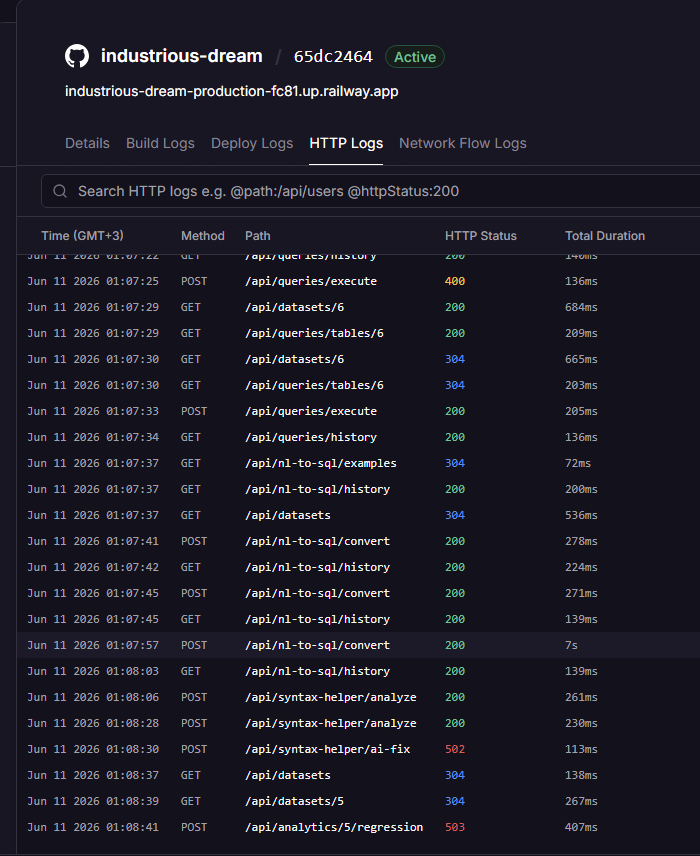 industrious-dream / 65dc2464 Active
industrious-dream-production-fc81.up.railway.app
Details Build Logs Deploy Logs HTTP Logs Network Flow Logs
Search HTTP logs e.g. @path:/api/users @httpStatus:200
Time (GMT+3) Method Path HTTP Status Total Duration
Jun 11 2026 01:07:22 GET /api/queries/history 200 140ms
Jun 11 2026 01:07:25 POST /api/queries/execute 400 136ms
Jun 11 2026 01:07:29 GET /api/datasets/6 200 684ms
Jun 11 2026 01:07:29 GET /api/queries/tables/6 200 209ms
Jun 11 2026 01:07:30 GET /api/datasets/6 304 665ms
Jun 11 2026 01:07:30 GET /api/queries/tables/6 304 203ms
Jun 11 2026 01:07:33 POST /api/queries/execute 200 205ms
Jun 11 2026 01:07:34 GET /api/queries/history 200 136ms
Jun 11 2026 01:07:37 GET /api/nl-to-sql/examples 304 72ms
Jun 11 2026 01:07:37 GET /api/nl-to-sql/history 200 200ms
Jun 11 2026 01:07:37 GET /api/datasets 304 536ms
Jun 11 2026 01:07:41 POST /api/nl-to-sql/convert 200 278ms
Jun 11 2026 01:07:42 GET /api/nl-to-sql/history 200 224ms
Jun 11 2026 01:07:45 POST /api/nl-to-sql/convert 200 271ms
Jun 11 2026 01:07:45 GET /api/nl-to-sql/history 200 139ms
Jun 11 2026 01:07:57 POST /api/nl-to-sql/convert 200 7s
Jun 11 2026 01:08:03 GET /api/nl-to-sql/history 200 139ms
Jun 11 2026 01:08:06 POST /api/syntax-helper/analyze 200 261ms
Jun 11 2026 01:08:28 POST /api/syntax-helper/analyze 200 230ms
Jun 11 2026 01:08:30 POST /api/syntax-helper/ai-fix 502 113ms
Jun 11 2026 01:08:37 GET /api/datasets 304 138ms
Jun 11 2026 01:08:39 GET /api/datasets/5 304 267ms
Jun 11 2026 01:08:41 POST /api/analytics/5/regression 503 407ms